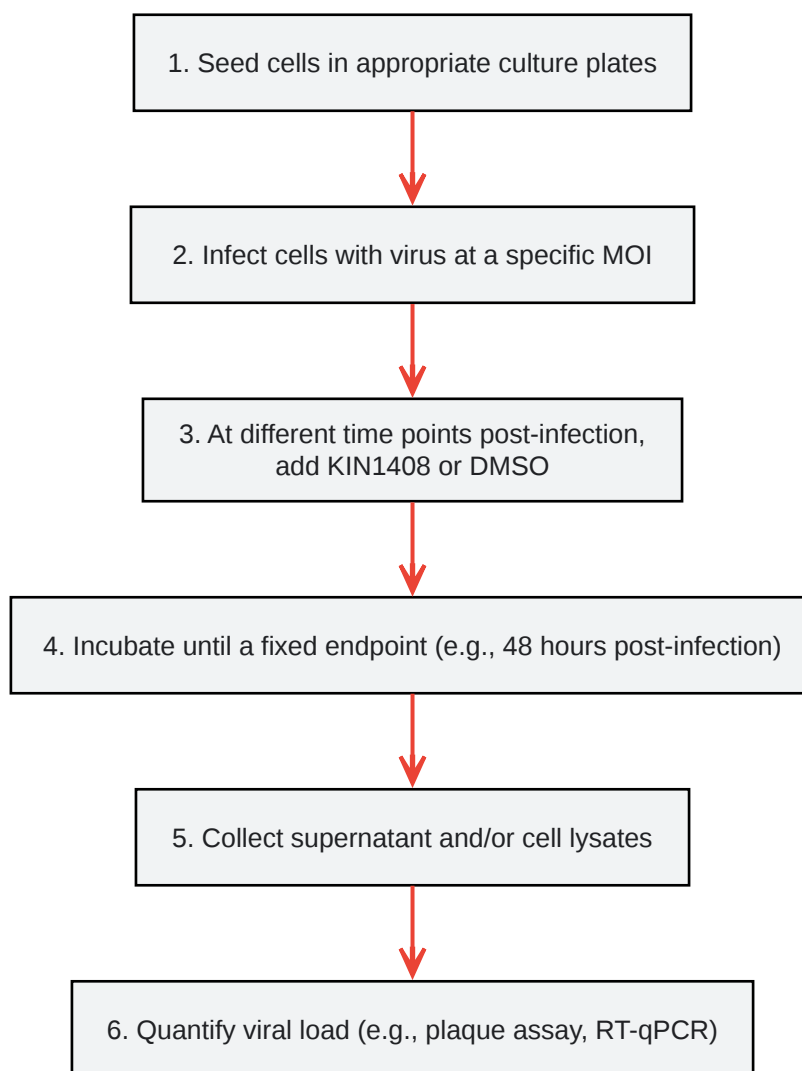 1. Seed cells in appropriate culture plates
2. Infect cells with virus at a specific MOI
3. At different time points post-infection,
add KIN1408 or DMSO
4. Incubate until a fixed endpoint (e.g., 48 hours post-infection)
5. Collect supernatant and/or cell lysates
6. Quantify viral load (e.g., plaque assay, RT-qPCR)